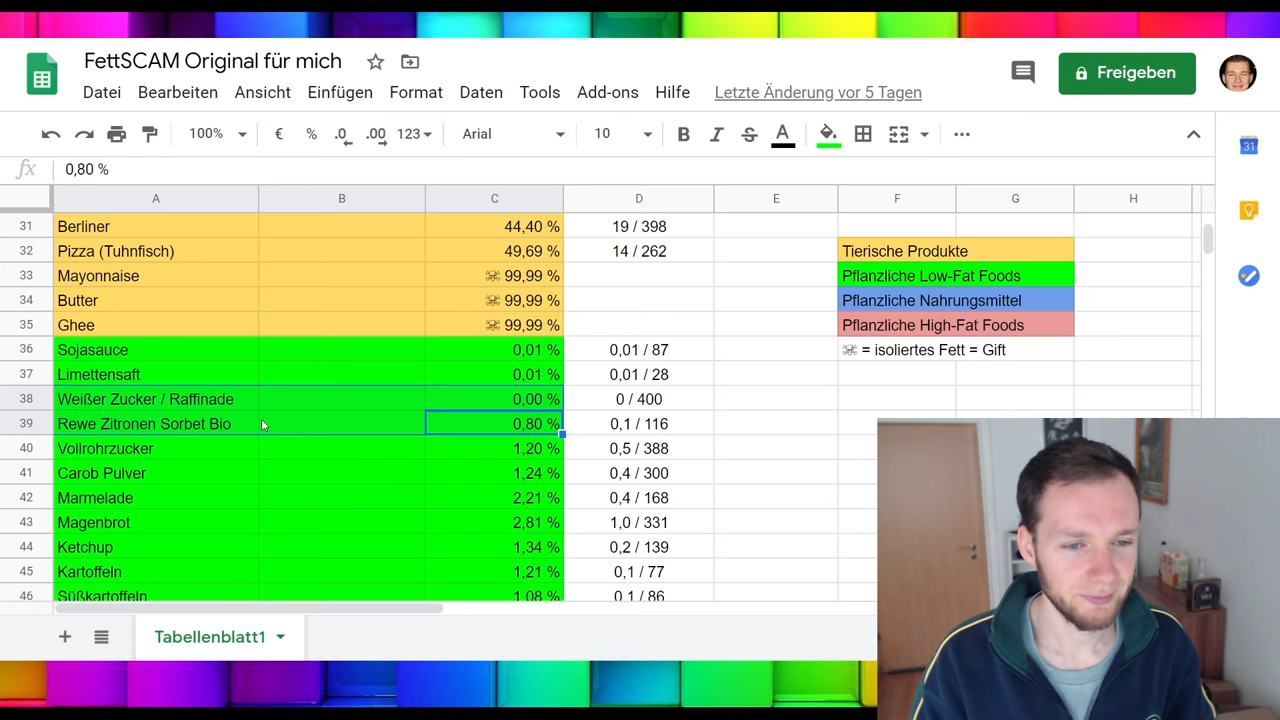 FettSCAM Original für mich
Datei Bearbeiten Ansicht Einfügen Format Daten Tools Add-ons Hilfe Letzte Änderung vor 5 Tagen
Freigeben
100% € % .0 .00 123 Arial 10 B I S A
31
fx 0,80 %
A B C D E F G H
31 Berliner 44,40 % 19 / 398
32 Pizza (Tuhnfisch) 49,69 % 14 / 262 Tierische Produkte
33 Mayonnaise ☠ 99,99 % Pflanzliche Low-Fat Foods
34 Butter ☠ 99,99 % Pflanzliche Nahrungsmittel
35 Ghee ☠ 99,99 % Pflanzliche High-Fat Foods
36 Sojasauce 0,01 % 0,01 / 87 ☠ = isoliertes Fett = Gift
37 Limettensaft 0,01 % 0,01 / 28
38 Weißer Zucker / Raffinade 0,00 % 0 / 400
39 Rewe Zitronen Sorbet Bio 0,80 % 0,1 / 116
40 Vollrohrzucker 1,20 % 0,5 / 388
41 Carob Pulver 1,24 % 0,4 / 300
42 Marmelade 2,21 % 0,4 / 168
43 Magenbrot 2,81 % 1,0 / 331
44 Ketchup 1,34 % 0,2 / 139
45 Kartoffeln 1,21 % 0,1 / 77
46 Süßkartoffeln 1,08 % 0,1 / 86
Tabellenblatt1